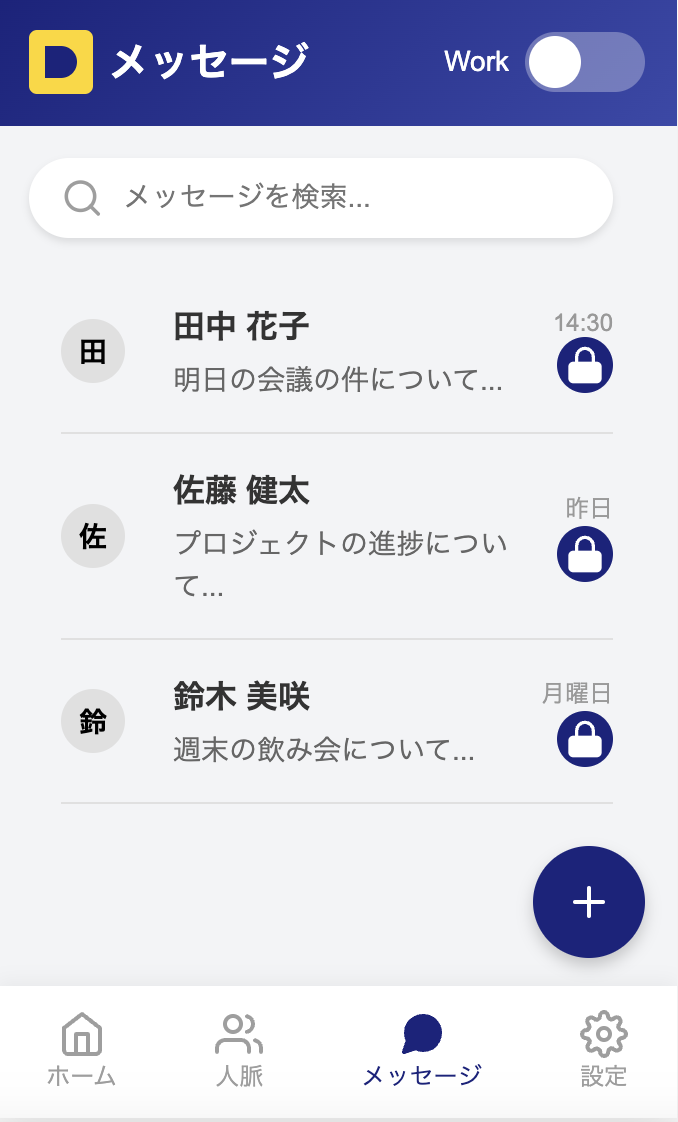 D メッセージ Work
メッセージを検索...
田中 花子
14:30
田
明日の会議の件について...
佐藤 健太
昨日
佐
プロジェクトの進捗につい
て...
鈴木 美咲
月曜日
鈴
週末の飲み会について...
ホーム 人脈 メッセージ 設定